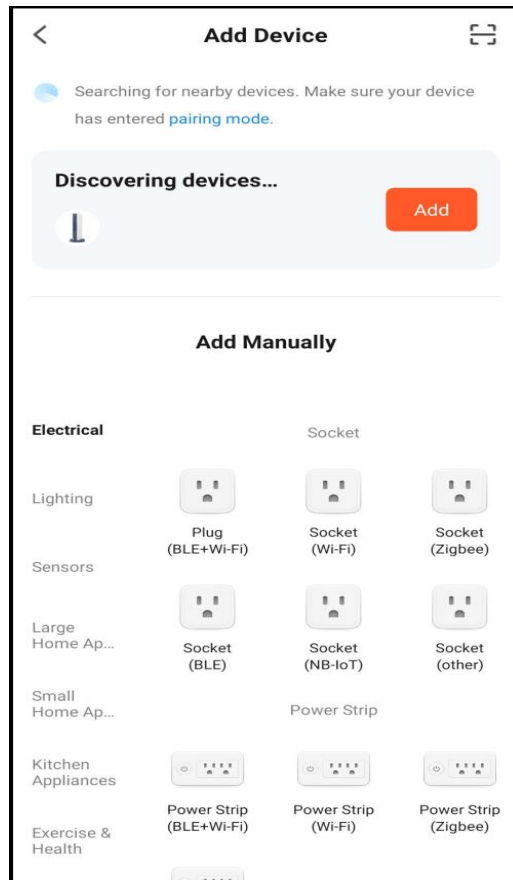 Add Device
Searching for nearby devices. Make sure your device
has entered pairing mode.
Discovering devices...
Add
Add Manually
Electrical
Lighting
Sensors
Large
Home Ap...
Small
Home Ap...
Kitchen
Appliances
Exercise &
Health
Socket
Plug
(BLE+Wi-Fi)
Socket
(Wi-Fi)
Socket
(Zigbee)
Socket
(BLE)
Socket
(NB-IoT)
Socket
(other)
Power Strip
Power Strip
(BLE+Wi-Fi)
Power Strip
(Wi-Fi)
Power Strip
(Zigbee)